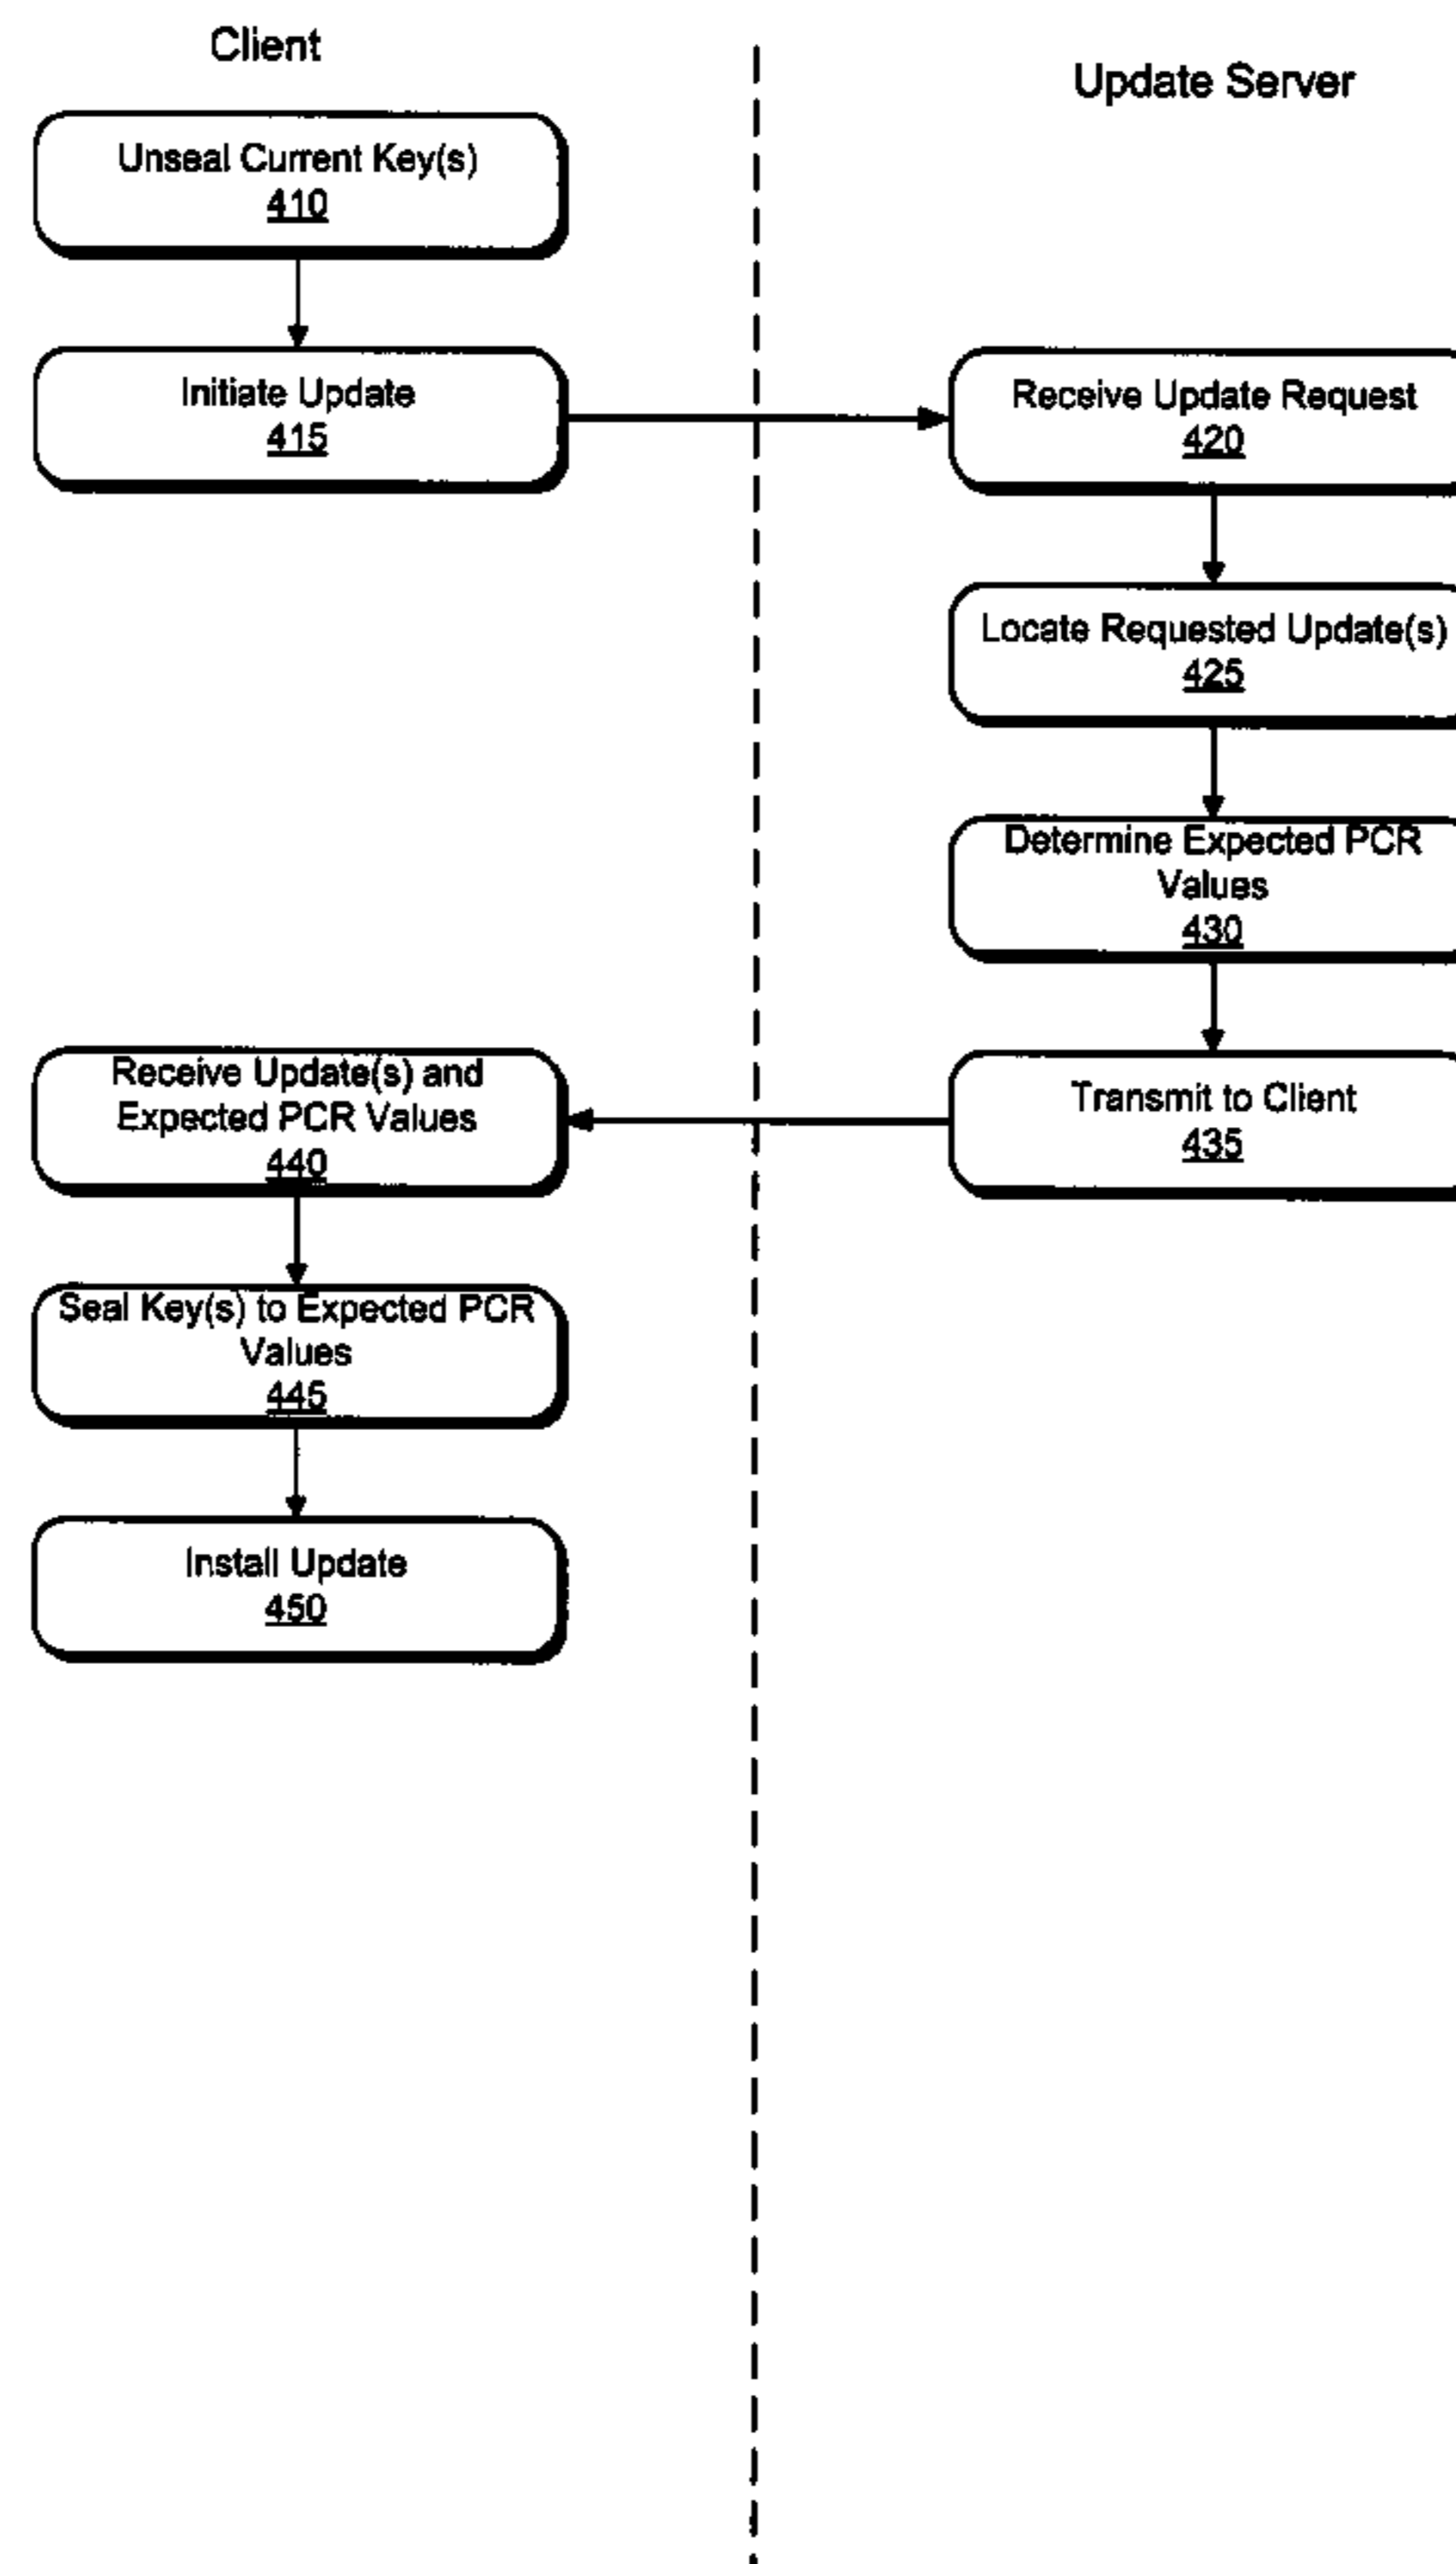 Client
Update Server
Unseal Current Key(s)
410
Initiate Update
415
Receive Update Request
420
Locate Requested Update(s)
425
Determine Expected PCR
Values
430
Transmit to Client
435
Receive Update(s) and
Expected PCR Values
440
Seal Key(s) to Expected PCR
Values
445
Install Update
450